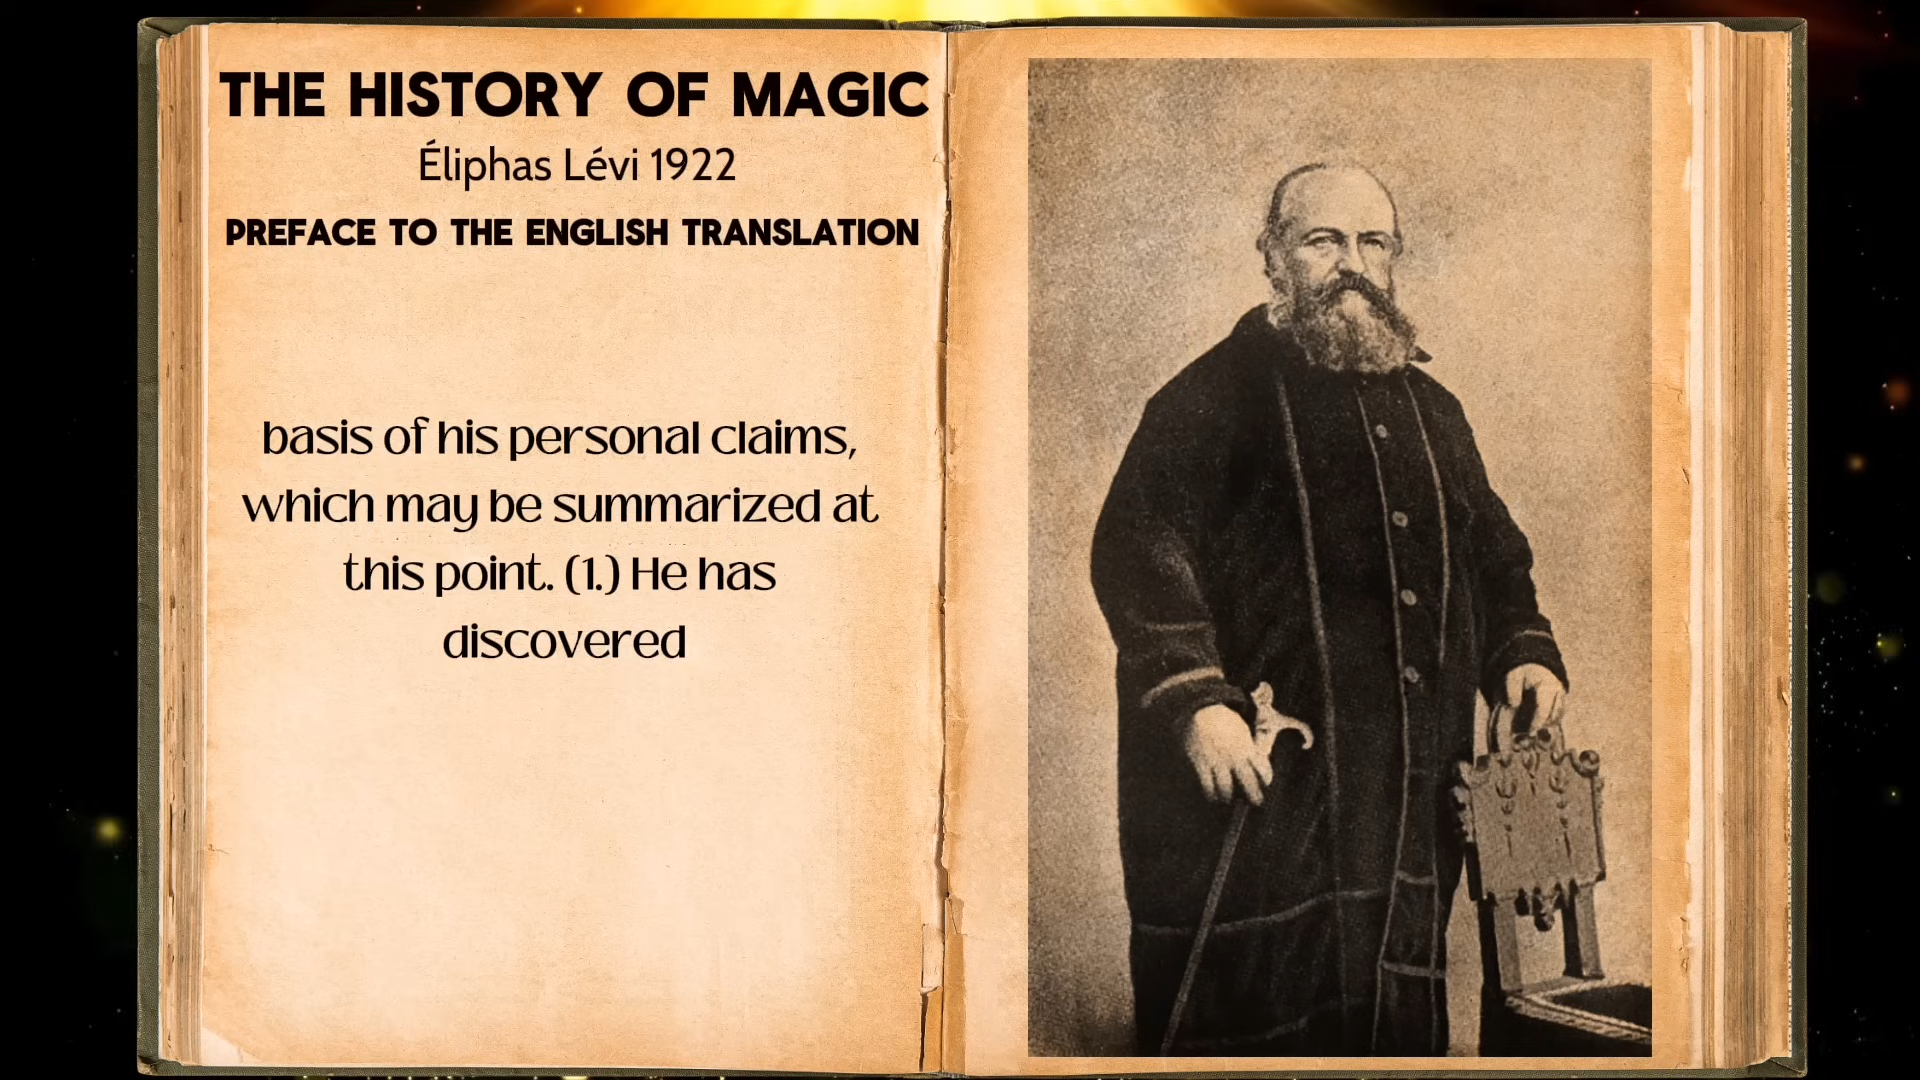 THE HISTORY OF MAGIC
Éliphas Lévi 1922
PREFACE TO THE ENGLISH TRANSLATION
basis of his personal claims,
which may be summarized at
this point. (1.) He has
discovered